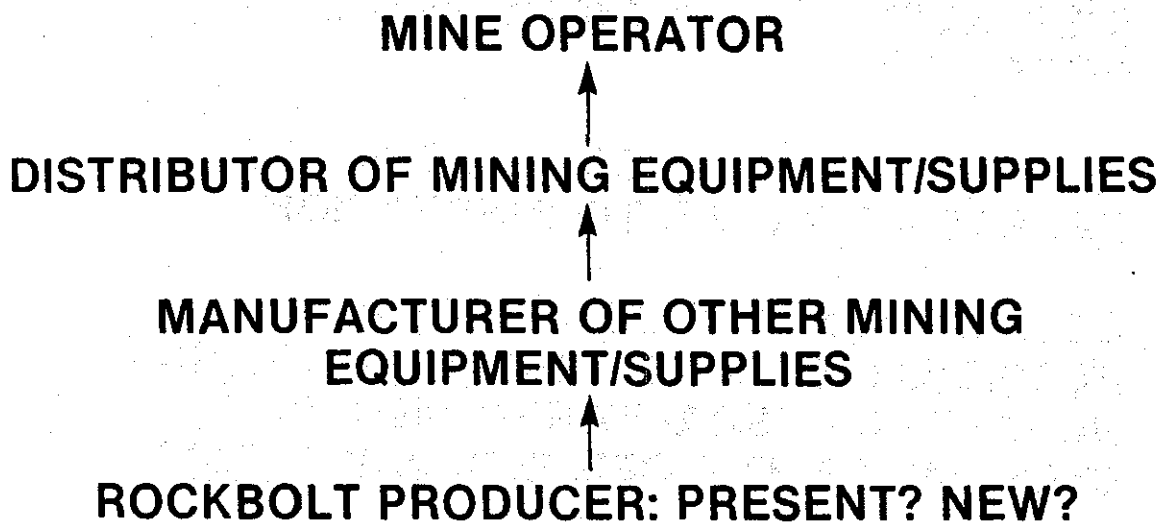 MINE OPERATOR
DISTRIBUTOR OF MINING EQUIPMENT/SUPPLIES
MANUFACTURER OF OTHER MINING
EQUIPMENT/SUPPLIES
ROCKBOLT PRODUCER: PRESENT? NEW?